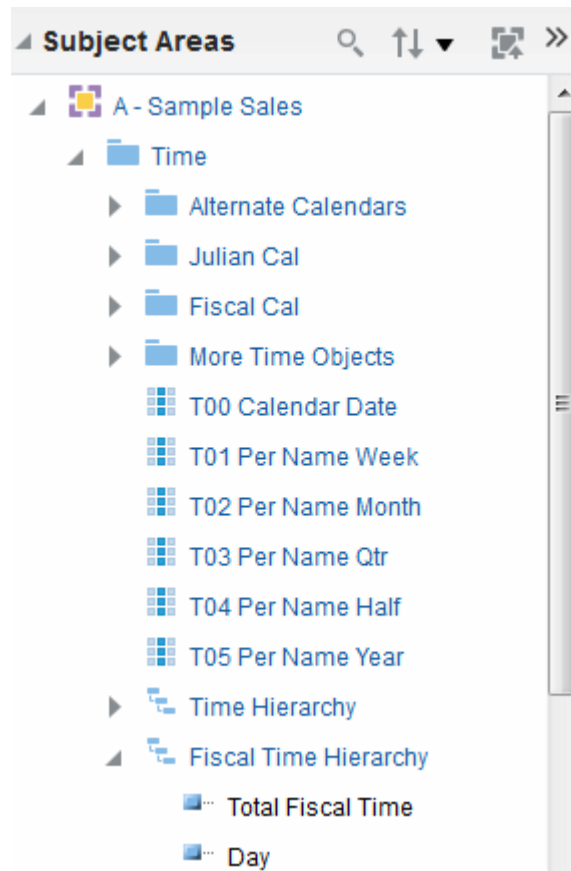 Subject Areas
A - Sample Sales
Time
Alternate Calendars
Julian Cal
Fiscal Cal
More Time Objects
T00 Calendar Date
T01 Per Name Week
T02 Per Name Month
T03 Per Name Qtr
T04 Per Name Half
T05 Per Name Year
Time Hierarchy
Fiscal Time Hierarchy
Total Fiscal Time
Day